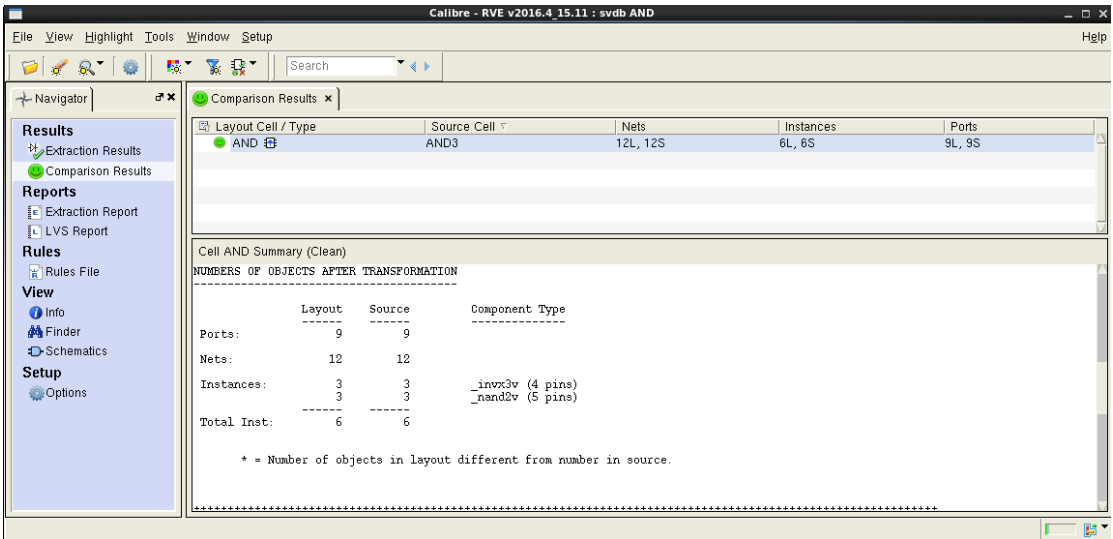 Calibre - RVE v2016.4_15.11 : svdb AND
File View Highlight Tools Window Setup Help
Search
Navigator
Results
Extraction Results
Comparison Results
Reports
Extraction Report
LVS Report
Rules
Rules File
View
Info
Finder
Schematics
Setup
Options
Comparison Results
Layout Cell / Type Source Cell Nets Instances Ports
AND AND3 12L, 12S 6L, 6S 9L, 9S
Cell AND Summary (Clean)
NUMBERS OF OBJECTS AFTER TRANSFORMATION
---------------------------------------
Layout Source Component Type
------ ------ --------------
Ports: 9 9
Nets: 12 12
Instances: 3 3 _invx3v (4 pins)
3 3 _nand2v (5 pins)
------ ------
Total Inst: 6 6
* = Number of objects in layout different from number in source.